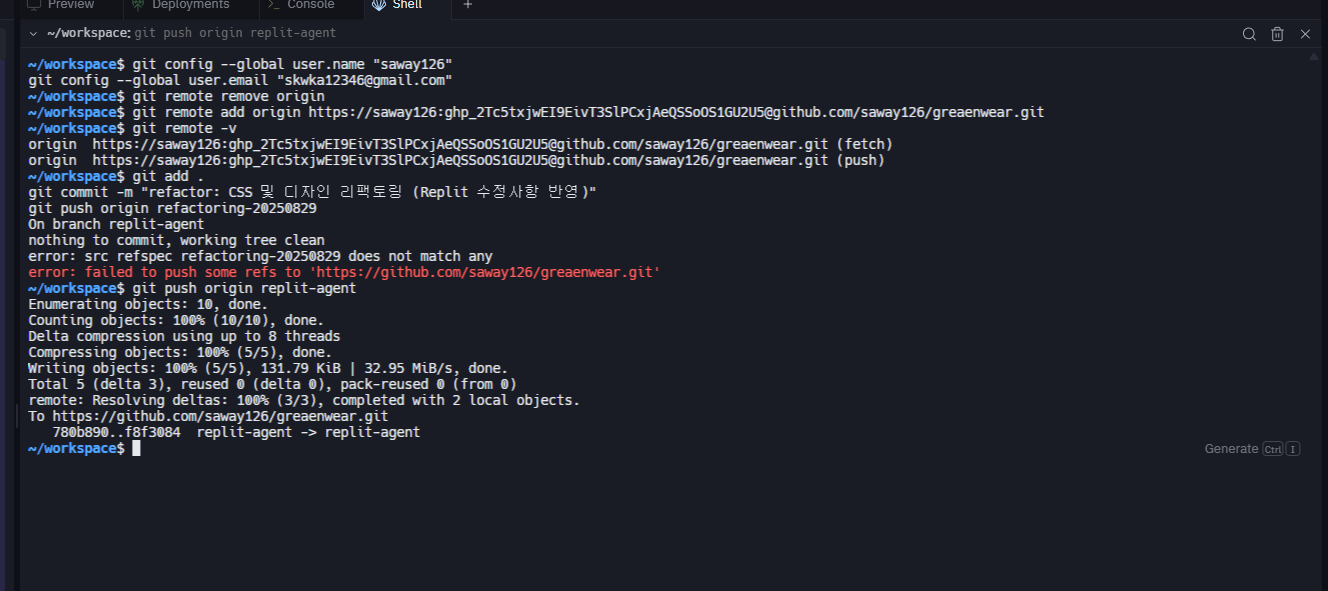 Preview
Deployments
Console
Shell
+
~/workspace: git push origin replit-agent
~/workspace$ git config --global user.name "saway126"
git config --global user.email "skwka12346@gmail.com"
~/workspace$ git remote remove origin
~/workspace$ git remote add origin https://saway126: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@github.com/saway126/greaenwear.git
~/workspace$ git remote -v
origin  https://saway126: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@github.com/saway126/greaenwear.git (fetch)
origin  https://saway126: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@github.com/saway126/greaenwear.git (push)
~/workspace$ git add .
git commit -m "refactor: CSS 및 디자인 리팩토링 (Replit 수정사항 반영)"
git push origin refactoring-20250829
On branch replit-agent
nothing to commit, working tree clean
error: src refspec refactoring-20250829 does not match any
error: failed to push some refs to 'https://github.com/saway126/greaenwear.git'
~/workspace$ git push origin replit-agent
Enumerating objects: 10, done.
Counting objects: 100% (10/10), done.
Delta compression using up to 8 threads
Compressing objects: 100% (5/5), done.
Writing objects: 100% (5/5), 131.79 KiB | 32.95 MiB/s, done.
Total 5 (delta 3), reused 0 (delta 0), pack-reused 0 (from 0)
remote: Resolving deltas: 100% (3/3), completed with 2 local objects.
To https://github.com/saway126/greaenwear.git
   780b890..f8f3084  replit-agent -> replit-agent
~/workspace$
Generate Ctrl I